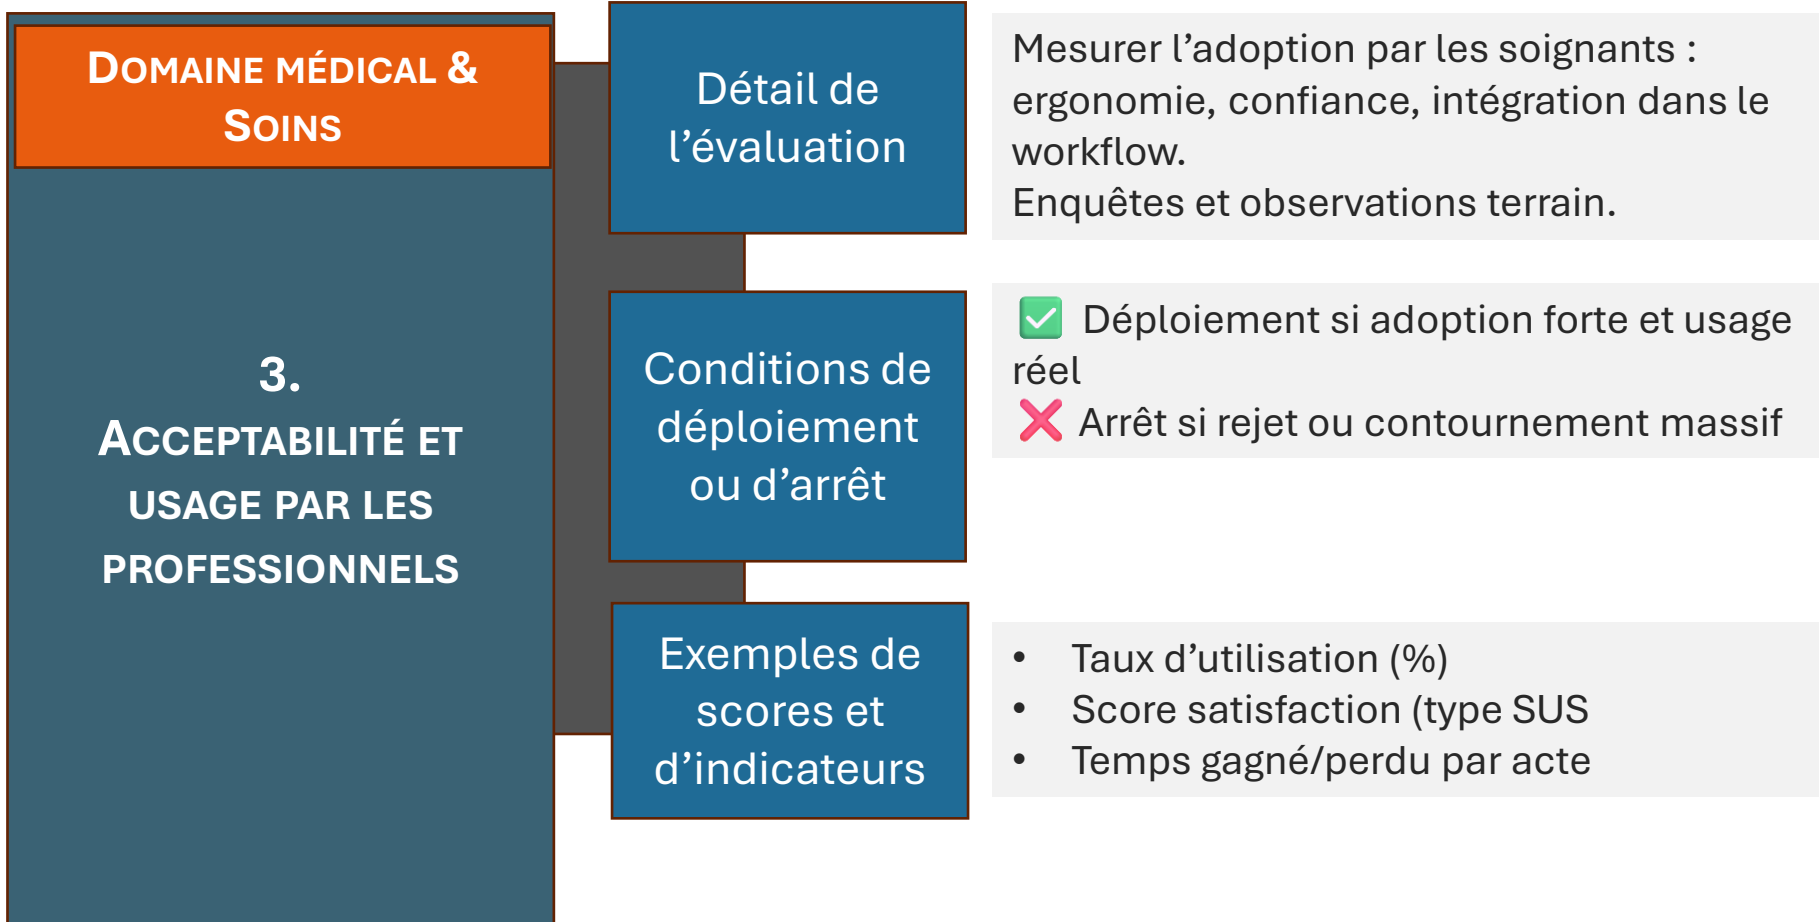 DOMAINE MÉDICAL &
SOINS
3.
ACCEPTABILITÉ ET
USAGE PAR LES
PROFESSIONNELS
Détail de
l’évaluation
Mesurer l’adoption par les soignants :
ergonomie, confiance, intégration dans le
workflow.
Enquêtes et observations terrain.
Conditions de
déploiement
ou d’arrêt
✅ Déploiement si adoption forte et usage
réel
❌ Arrêt si rejet ou contournement massif
Exemples de
scores et
d’indicateurs
• Taux d’utilisation (%)
• Score satisfaction (type SUS
• Temps gagné/perdu par acte